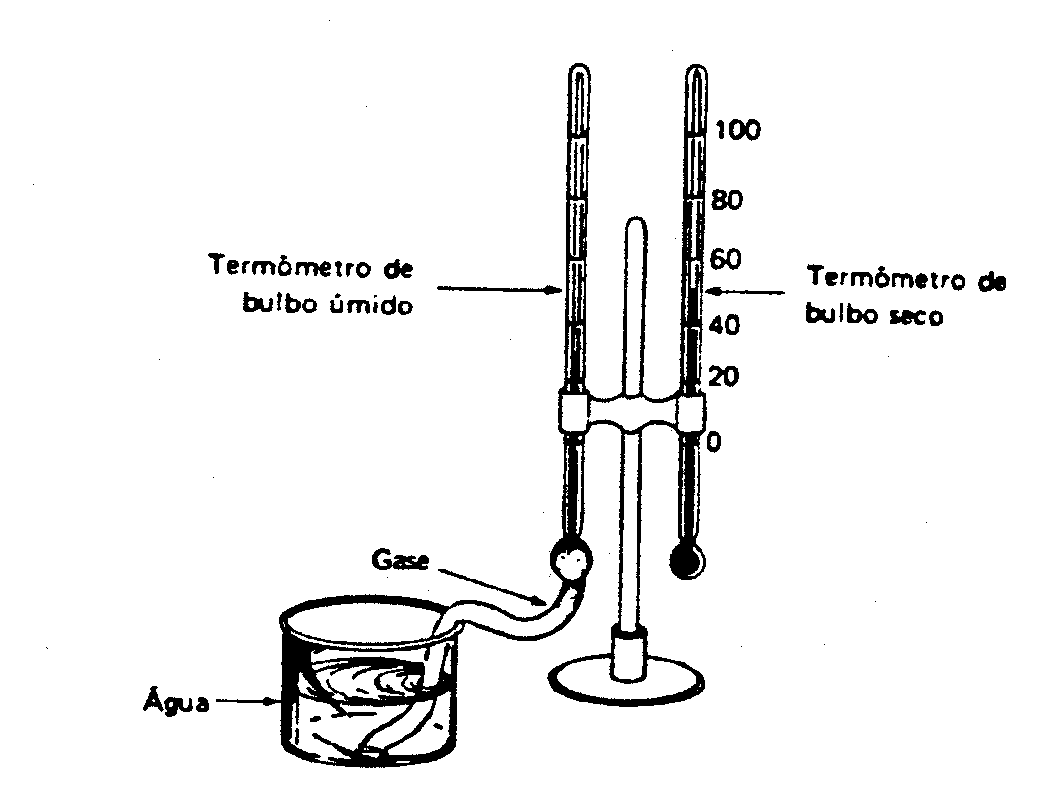 100
80
60
Termômetro de
bulbo úmido
Termômetro de
bulbo seco
40
20
0
Gase
Água